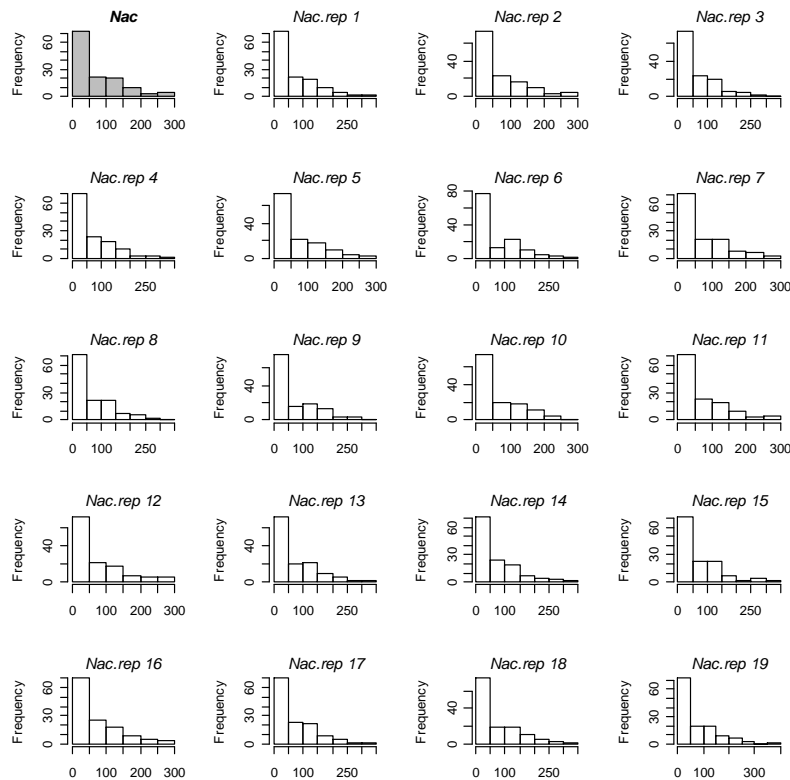 Nac
Frequency
0 30 60
0 100 200 300
Nac.rep 1
Frequency
0 30 60
0 100 250
Nac.rep 2
Frequency
0 40
0 100 200 300
Nac.rep 3
Frequency
0 40
0 100 250
Nac.rep 4
Frequency
0 30 60
0 100 250
Nac.rep 5
Frequency
0 40
0 100 200 300
Nac.rep 6
Frequency
0 40 80
0 100 250
Nac.rep 7
Frequency
0 30 60
0 100 200 300
Nac.rep 8
Frequency
0 30 60
0 100 250
Nac.rep 9
Frequency
0 40
0 100 250
Nac.rep 10
Frequency
0 40
0 100 200 300
Nac.rep 11
Frequency
0 30 60
0 100 200 300
Nac.rep 12
Frequency
0 40
0 100 200 300
Nac.rep 13
Frequency
0 40
0 100 250
Nac.rep 14
Frequency
0 30 60
0 100 250
Nac.rep 15
Frequency
0 30 60
0 100 250
Nac.rep 16
Frequency
0 30 60
0 100 200 300
Nac.rep 17
Frequency
0 30 60
0 100 250
Nac.rep 18
Frequency
0 40
0 100 250
Nac.rep 19
Frequency
0 30 60
0 100 300